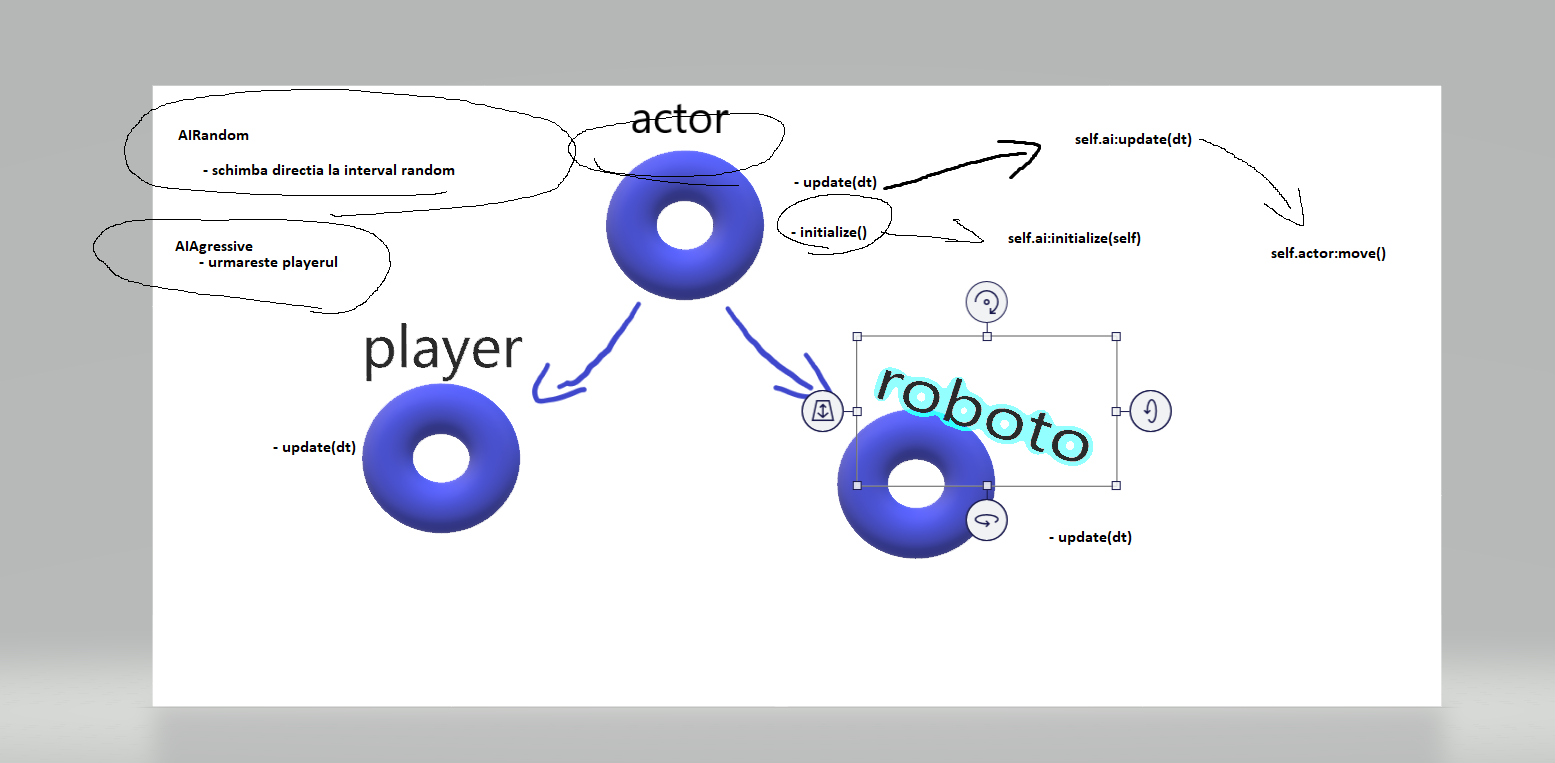 actor
AIRandom
- schimba directia la interval random
AIAgressive
- urmareste playerul
- update(dt)
- initialize()
self.ai:update(dt)
self.ai:initialize(self)
self.actor:move()
player
- update(dt)
roboto
- update(dt)